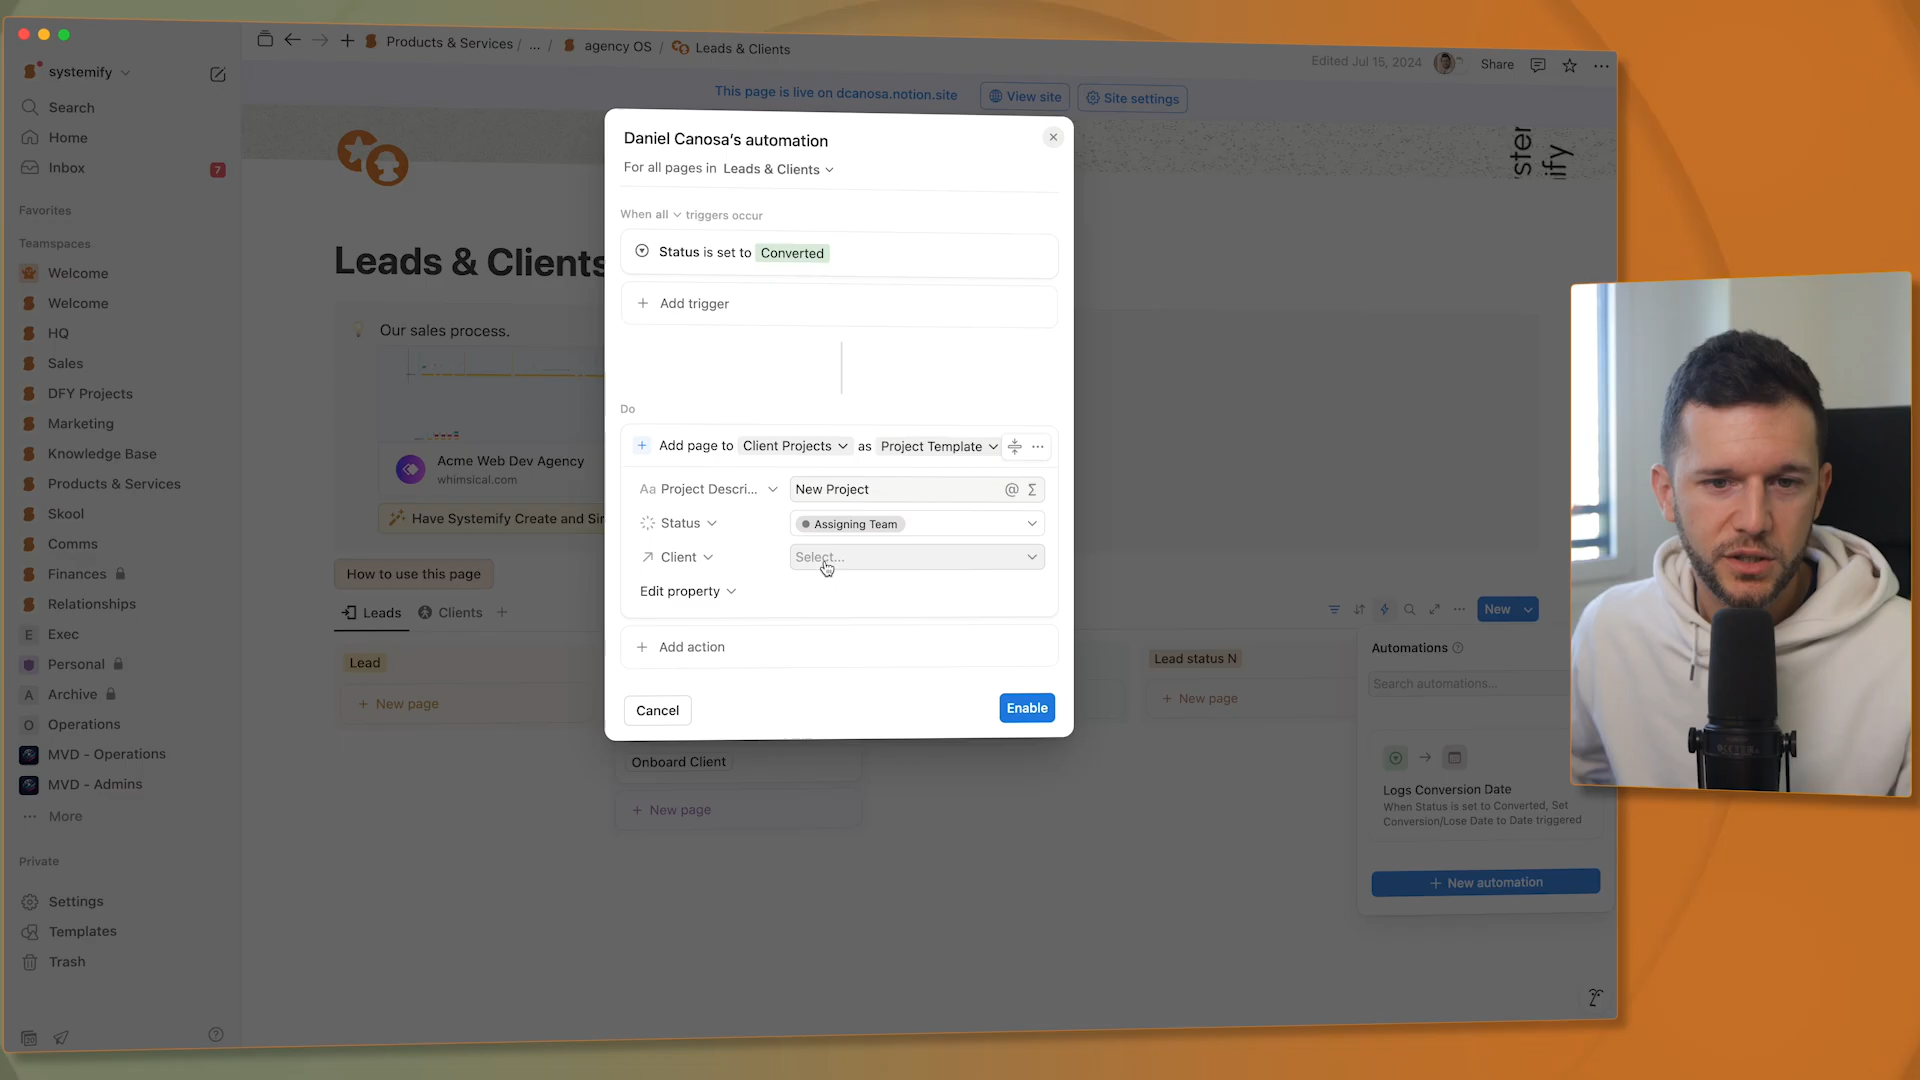 systemify
Search
Home
Inbox
7
Favorites
Teamspaces
Welcome
Welcome
HQ
Sales
DFY Projects
Marketing
Knowledge Base
Products & Services
Skool
Comms
Finances
Relationships
E Exec
Personal
A Archive
O Operations
MVD - Operations
MVD - Admins
More
Private
Settings
Templates
Trash
Products & Services / ... / agency OS / Leads & Clients
Edited Jul 15, 2024
Share
This page is live on dcanosa.notion.site
View site
Site settings
Leads & Clients
Our sales process.
Acme Web Dev Agency
whimsical.com
Have Systemify Create and Sim
How to use this page
Leads
Clients
New
Lead
+ New page
Onboard Client
+ New page
Lead status N
+ New page
Daniel Canosa's automation
For all pages in Leads & Clients
When all triggers occur
Status is set to Converted
+ Add trigger
Do
+ Add page to Client Projects as Project Template
Aa Project Descri...
New Project
@ Σ
Status
Assigning Team
Client
Select...
Edit property
+ Add action
Cancel
Enable
Automations
Search automations...
Logs Conversion Date
When Status is set to Converted, Set
Conversion/Lose Date to Date triggered
+ New automation